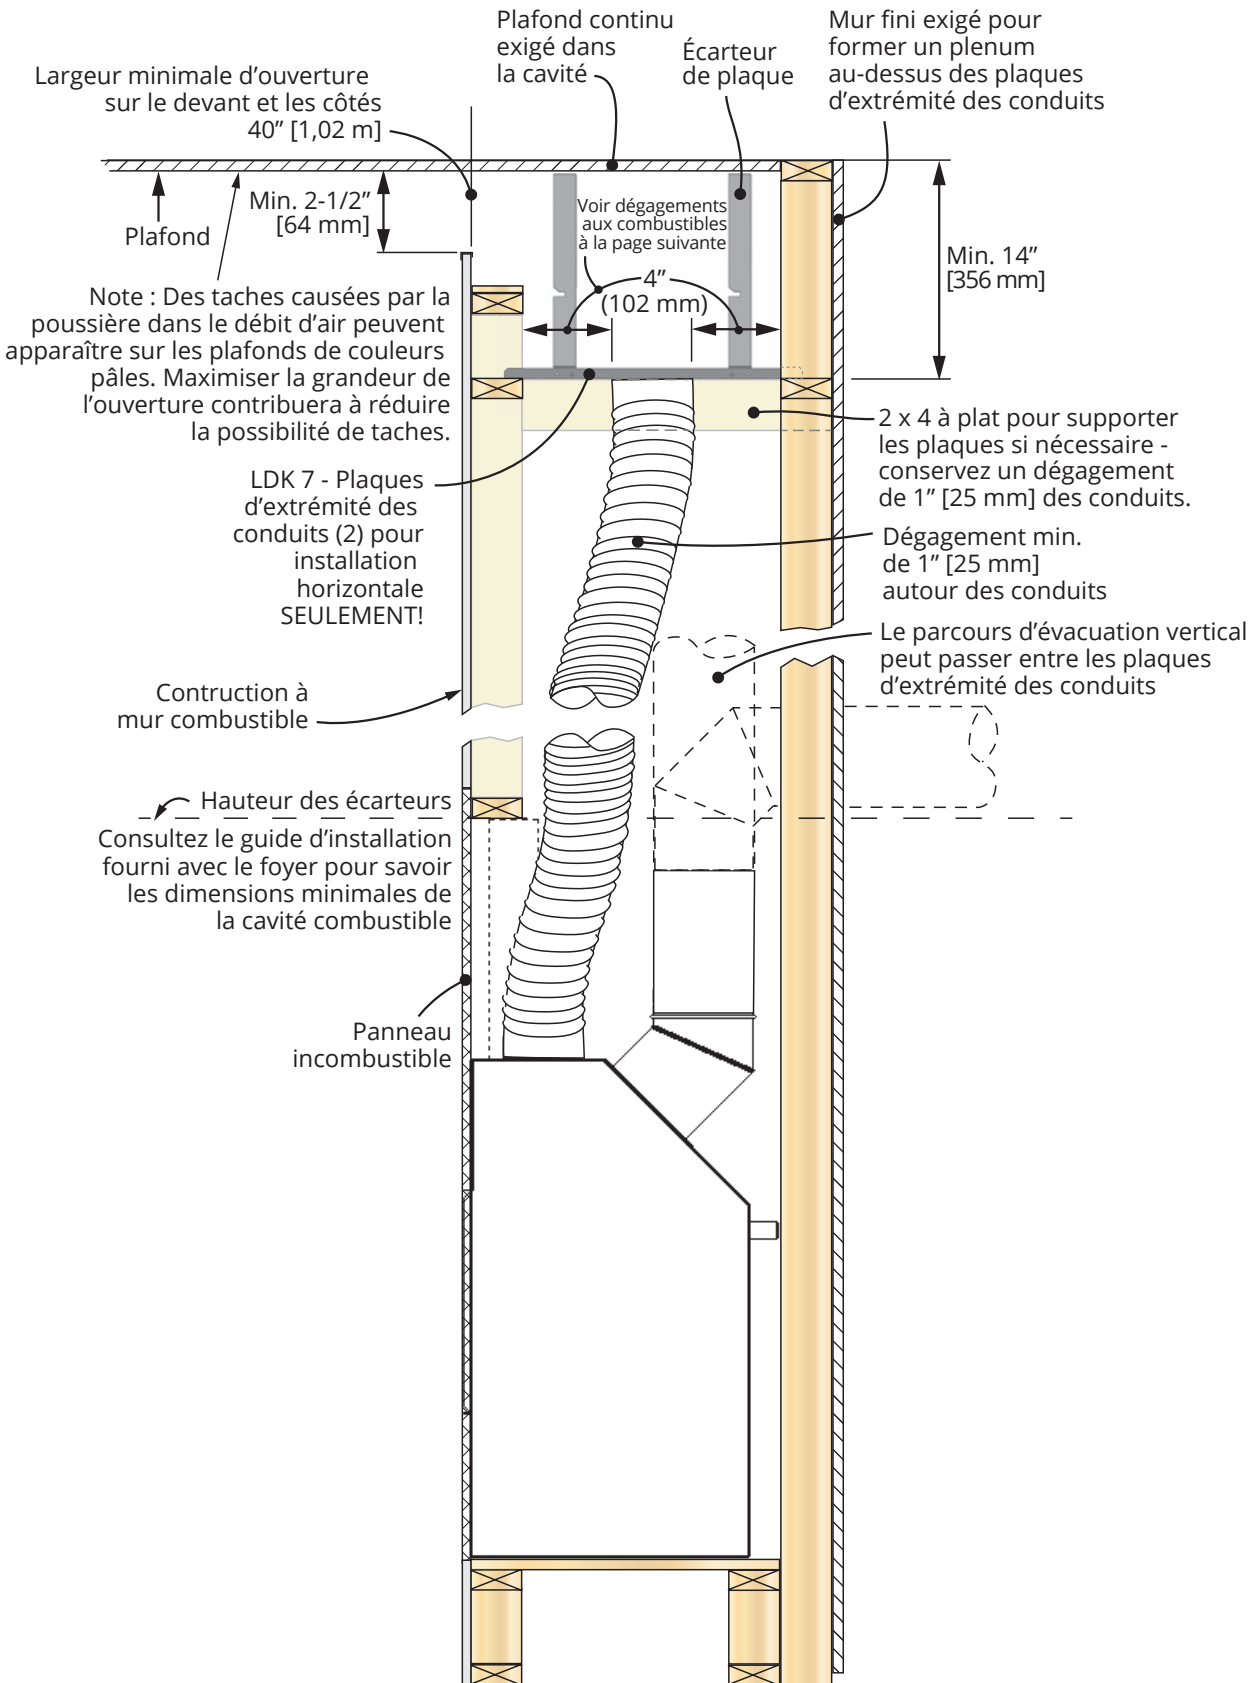 Plafond continu
exigé dans
la cavité
Écarteur
de plaque
Mur fini exigé pour
former un plenum
au-dessus des plaques
d’extrémité des conduits
Largeur minimale d’ouverture
sur le devant et les côtés
40” [1,02 m]
Plafond
Min. 2-1/2”
[64 mm]
Voir dégagements
aux combustibles
à la page suivante
4”
(102 mm)
Min. 14”
[356 mm]
Note : Des taches causées par la
poussière dans le débit d’air peuvent
apparaître sur les plafonds de couleurs
pâles. Maximiser la grandeur de
l’ouverture contribuera à réduire
la possibilité de taches.
2 x 4 à plat pour supporter
les plaques si nécessaire -
conservez un dégagement
de 1” [25 mm] des conduits.
LDK 7 - Plaques
d’extrémité des
conduits (2) pour
installation
horizontale
SEULEMENT!
Dégagement min.
de 1” [25 mm]
autour des conduits
Le parcours d’évacuation vertical
peut passer entre les plaques
d’extrémité des conduits
Contruction à
mur combustible
Hauteur des écarteurs
Consultez le guide d’installation
fourni avec le foyer pour savoir
les dimensions minimales de
la cavité combustible
Panneau
incombustible